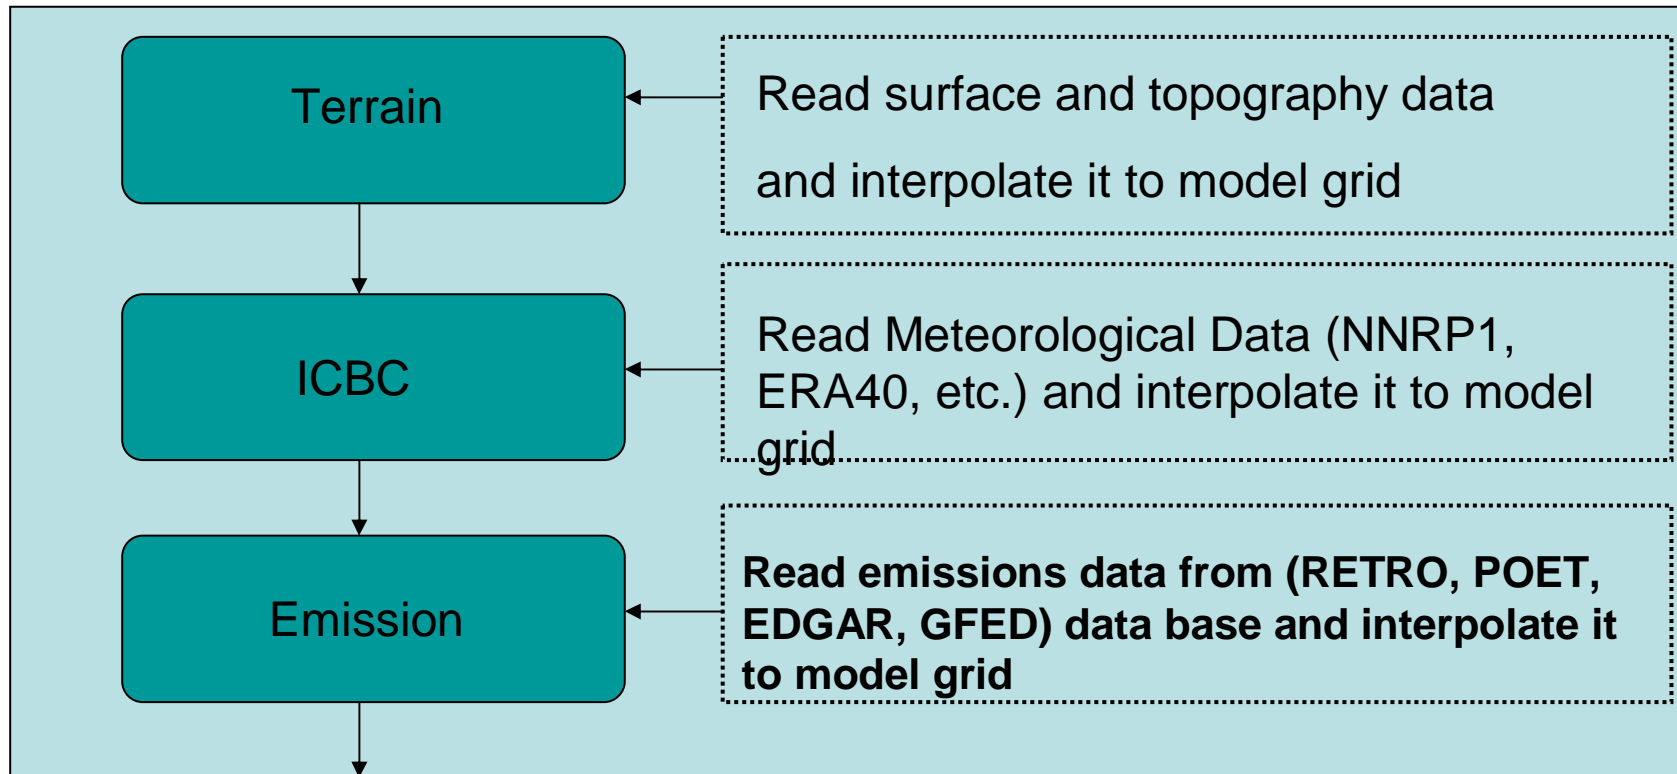 Terrain
Read surface and topography data
and interpolate it to model grid
ICBC
Read Meteorological Data (NNRP1,
ERA40, etc.) and interpolate it to model
grid
Emission
Read emissions data from (RETRO, POET,
EDGAR, GFED) data base and interpolate it
to model grid